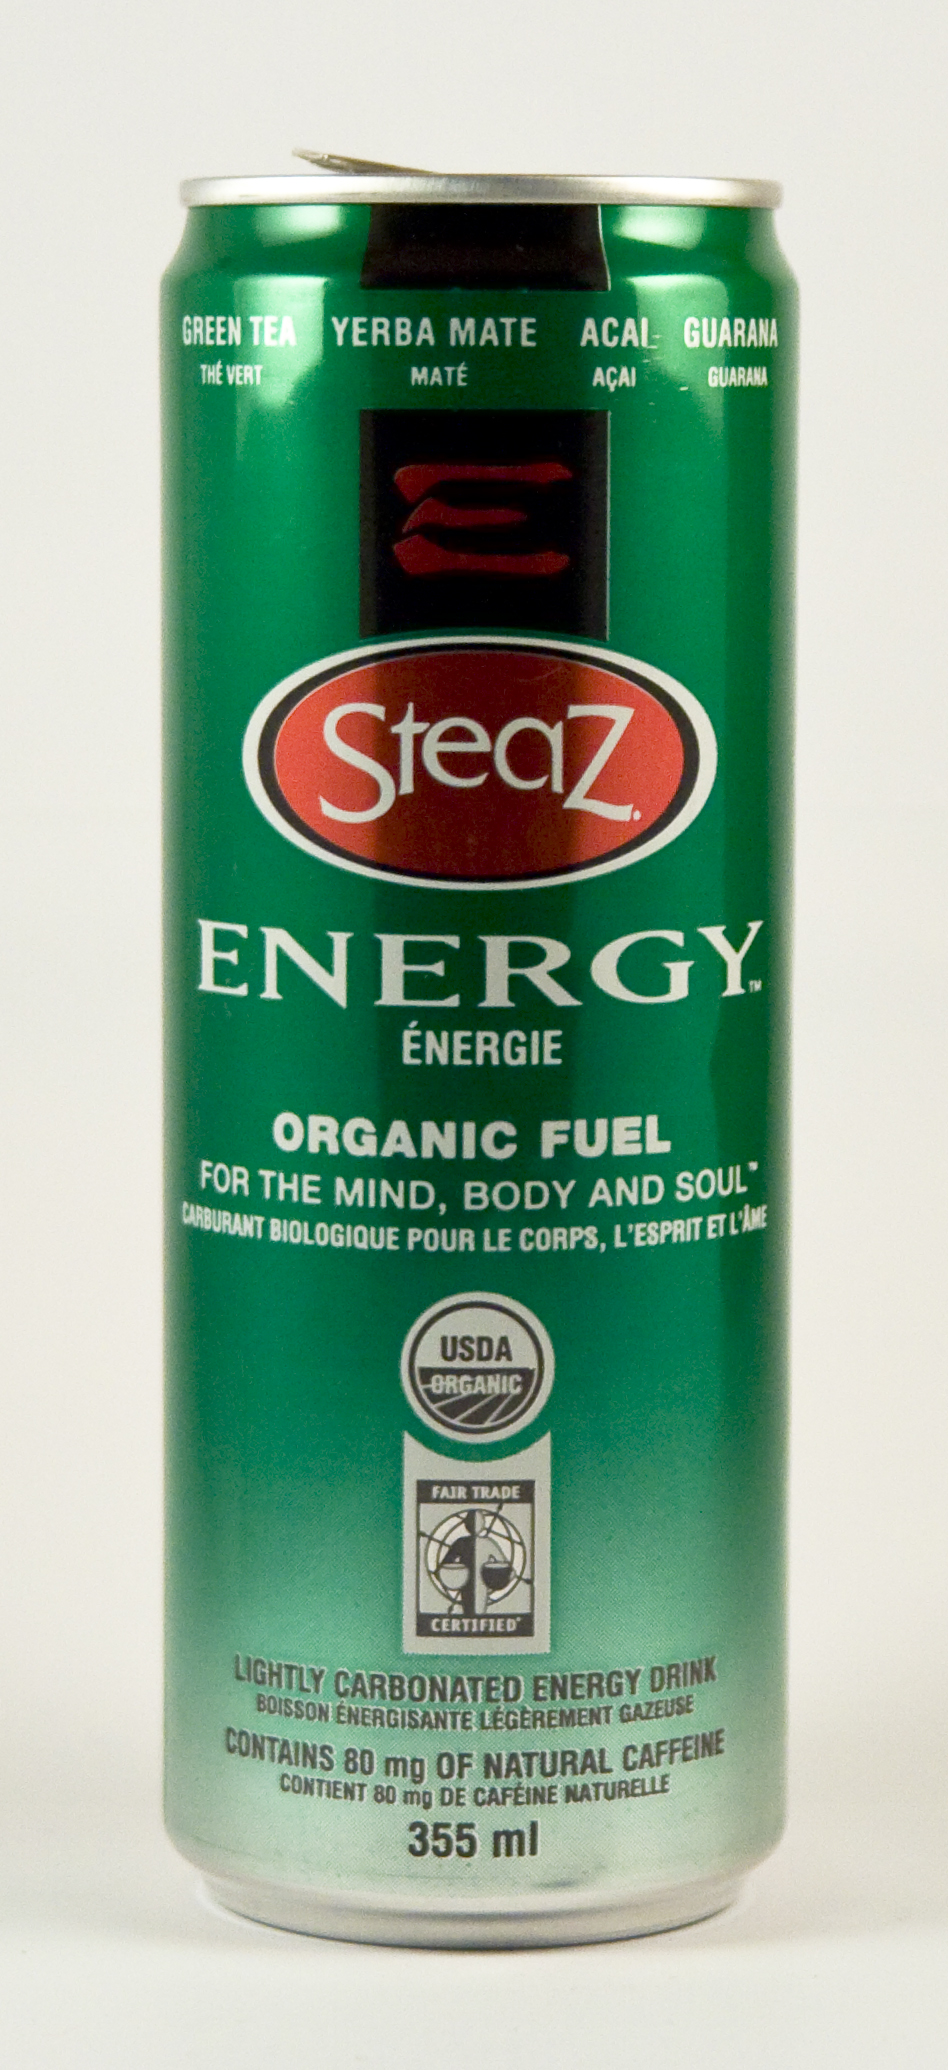 GREEN TEA YERBA MATE ACAI GUARANA
THÉ VERT MATÉ AÇAI GUARANA
Steaz.
ENERGY™
ÉNERGIE
ORGANIC FUEL
FOR THE MIND, BODY AND SOUL™
CARBURANT BIOLOGIQUE POUR LE CORPS, L'ESPRIT ET L'ÂME
USDA
ORGANIC
FAIR TRADE
CERTIFIED
LIGHTLY CARBONATED ENERGY DRINK
BOISSON ÉNERGISANTE LÉGÈREMENT GAZEUSE
CONTAINS 80 mg OF NATURAL CAFFEINE
CONTIENT 80 mg DE CAFÉINE NATURELLE
355 ml